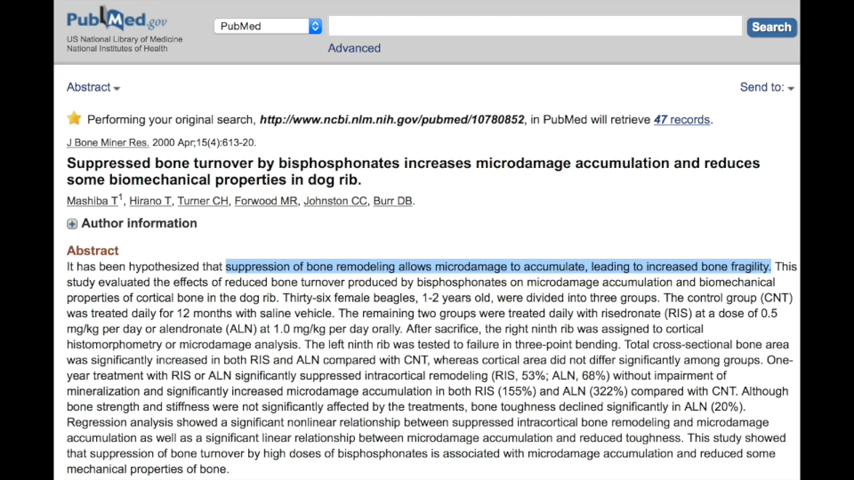 PubMed.gov
US National Library of Medicine
National Institutes of Health
PubMed
Search
Advanced
Abstract
Send to:
Performing your original search, http://www.ncbi.nlm.nih.gov/pubmed/10780852, in PubMed will retrieve 47 records.
J Bone Miner Res. 2000 Apr;15(4):613-20.
Suppressed bone turnover by bisphosphonates increases microdamage accumulation and reduces
some biomechanical properties in dog rib.
Mashiba T1, Hirano T, Turner CH, Forwood MR, Johnston CC, Burr DB.
Author information
Abstract
It has been hypothesized that suppression of bone remodeling allows microdamage to accumulate, leading to increased bone fragility. This
study evaluated the effects of reduced bone turnover produced by bisphosphonates on microdamage accumulation and biomechanical
properties of cortical bone in the dog rib. Thirty-six female beagles, 1-2 years old, were divided into three groups. The control group (CNT)
was treated daily for 12 months with saline vehicle. The remaining two groups were treated daily with risedronate (RIS) at a dose of 0.5
mg/kg per day or alendronate (ALN) at 1.0 mg/kg per day orally. After sacrifice, the right ninth rib was assigned to cortical
histomorphometry or microdamage analysis. The left ninth rib was tested to failure in three-point bending. Total cross-sectional bone area
was significantly increased in both RIS and ALN compared with CNT, whereas cortical area did not differ significantly among groups. One-
year treatment with RIS or ALN significantly suppressed intracortical remodeling (RIS, 53%; ALN, 68%) without impairment of
mineralization and significantly increased microdamage accumulation in both RIS (155%) and ALN (322%) compared with CNT. Although
bone strength and stiffness were not significantly affected by the treatments, bone toughness declined significantly in ALN (20%).
Regression analysis showed a significant nonlinear relationship between suppressed intracortical bone remodeling and microdamage
accumulation as well as a significant linear relationship between microdamage accumulation and reduced toughness. This study showed
that suppression of bone turnover by high doses of bisphosphonates is associated with microdamage accumulation and reduced some
mechanical properties of bone.